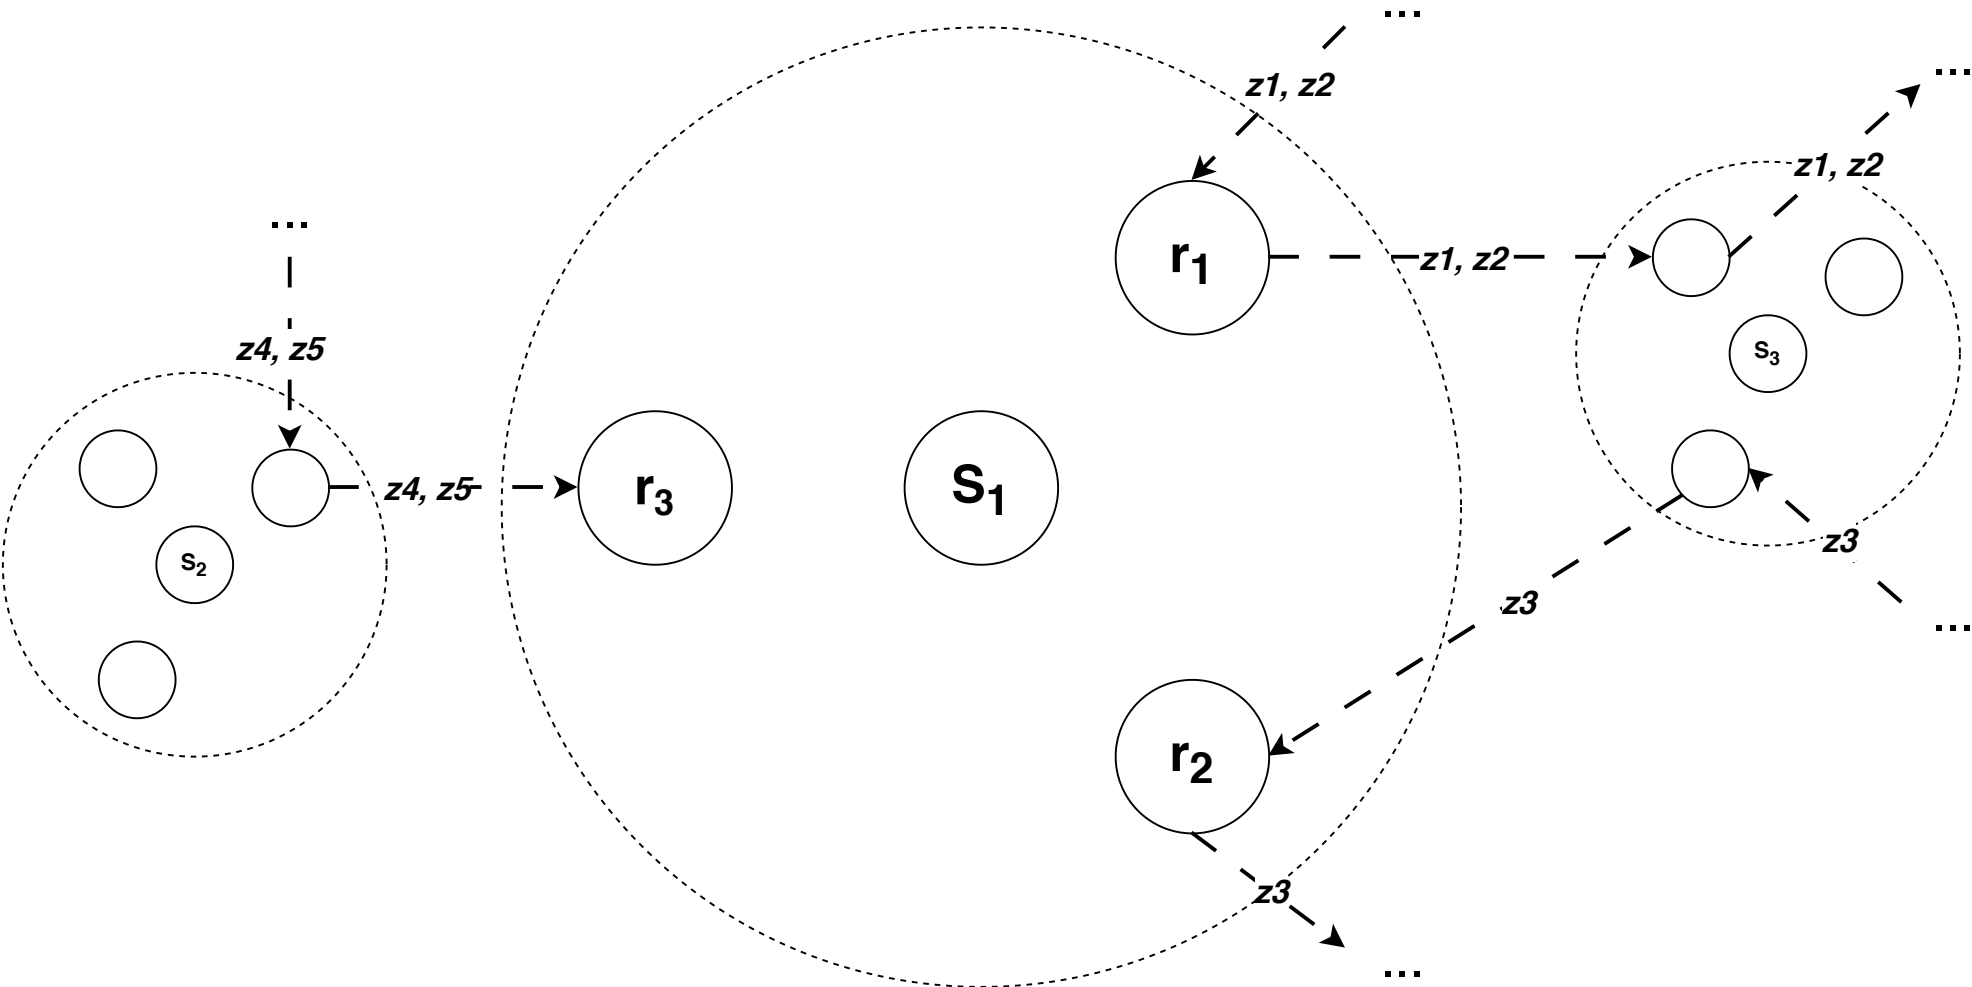 ...
...
z1, z2
z1, z2
...
r1
z1, z2
z4, z5
S3
r3
S1
z4, z5
S2
z3
z3
...
r2
z3
...